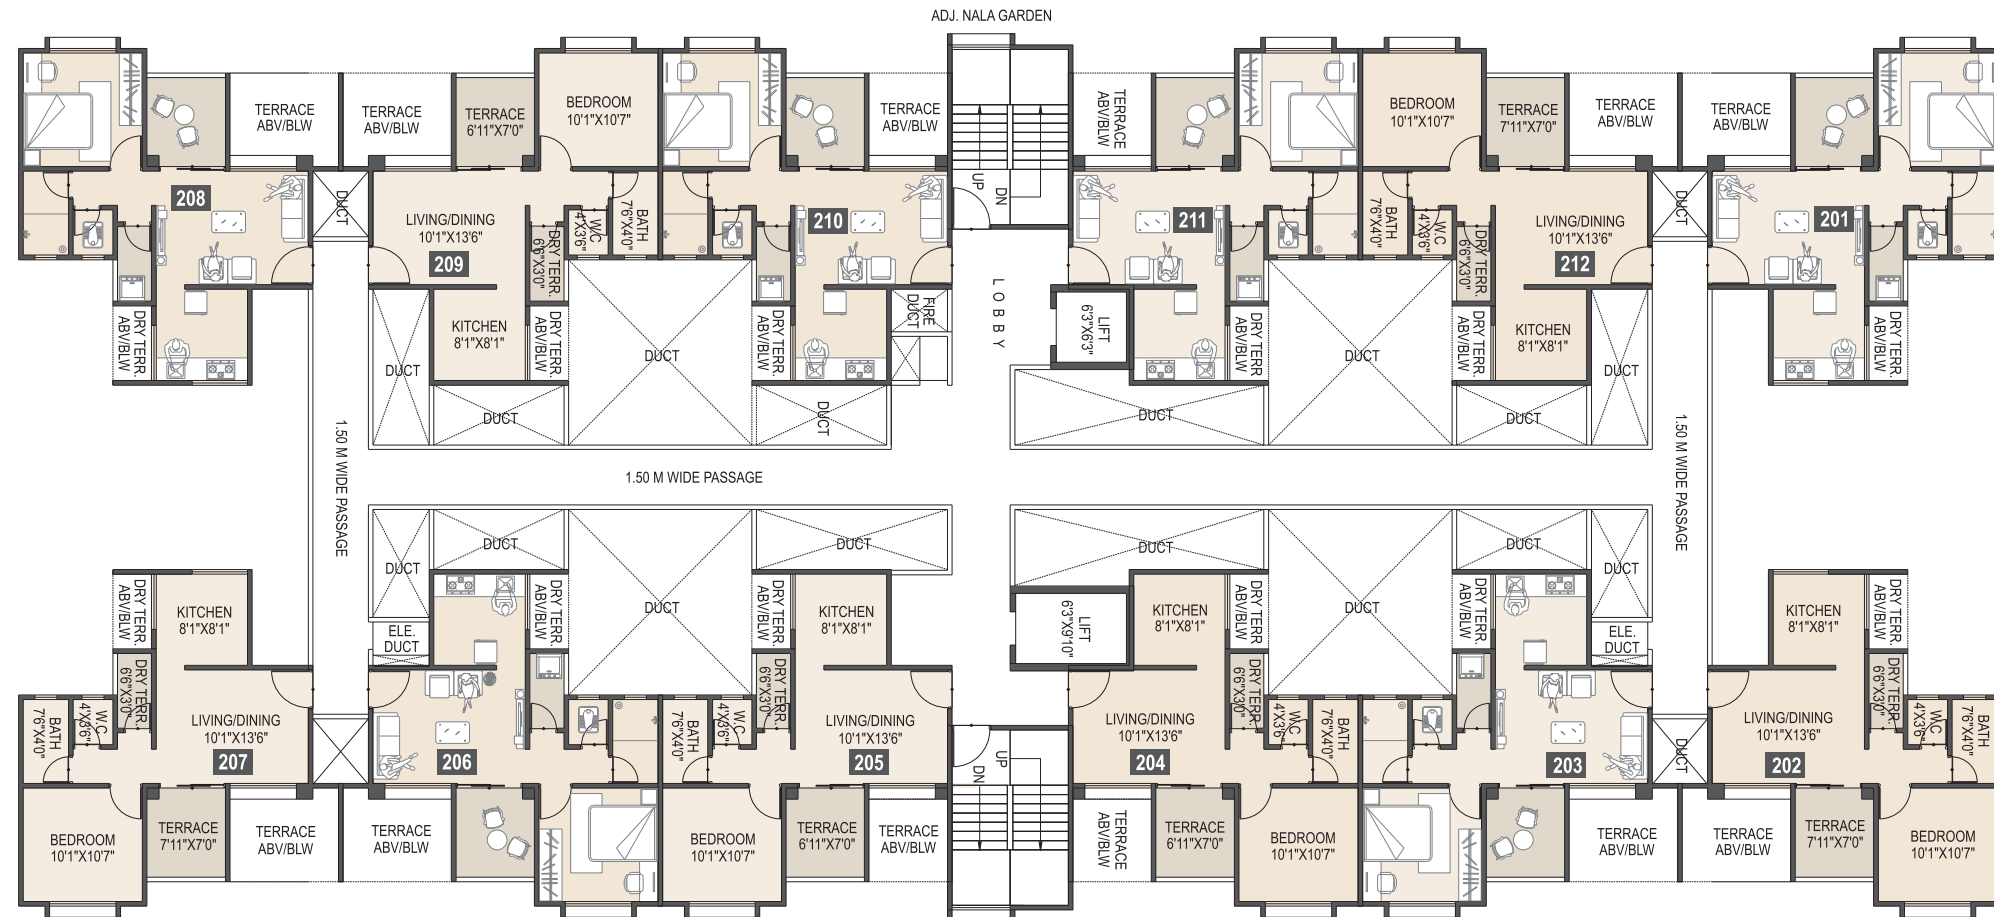 ADJ. NALA GARDEN
TERRACE
ABV/BLW
TERRACE
ABV/BLW
TERRACE
6'11"X7'0"
BEDROOM
10'1"X10'7"
TERRACE
ABV/BLW
TERRACE
ABV/BLW
BEDROOM
10'1"X10'7"
TERRACE
7'11"X7'0"
TERRACE
ABV/BLW
TERRACE
ABV/BLW
UP
DN
208
DUCT
LIVING/DINING
10'1"X13'6"
209
DRY TERR.
6'6"X3'0"
W.C
4'X3'6"
BATH
7'6"X4'0"
210
211
BATH
7'6"X4'0"
W.C
4'X3'6"
DRY TERR.
6'6"X3'0"
LIVING/DINING
10'1"X13'6"
212
DUCT
201
DRY TERR.
ABV/BLW
DUCT
KITCHEN
8'1"X8'1"
DRY TERR.
ABV/BLW
DUCT
DRY TERR.
ABV/BLW
FIRE
DUCT
LOBBY
LIFT
6'3"X6'3"
DRY TERR.
ABV/BLW
DUCT
DRY TERR.
ABV/BLW
KITCHEN
8'1"X8'1"
DUCT
DRY TERR.
ABV/BLW
DUCT
DUCT
DUCT
DUCT
1.50 M WIDE PASSAGE
1.50 M WIDE PASSAGE
1.50 M WIDE PASSAGE
DUCT
DUCT
DUCT
DUCT
DUCT
DUCT
DUCT
DUCT
DRY TERR.
ABV/BLW
KITCHEN
8'1"X8'1"
ELE.
DUCT
DRY TERR.
ABV/BLW
DRY TERR.
ABV/BLW
KITCHEN
8'1"X8'1"
LIFT
6'3"X9'10"
KITCHEN
8'1"X8'1"
DRY TERR.
ABV/BLW
DRY TERR.
ABV/BLW
ELE.
DUCT
KITCHEN
8'1"X8'1"
DRY TERR.
ABV/BLW
BATH
7'6"X4'0"
W.C
4'X3'6"
DRY TERR.
6'6"X3'0"
LIVING/DINING
10'1"X13'6"
207
206
BATH
7'6"X4'0"
W.C
4'X3'6"
DRY TERR.
6'6"X3'0"
LIVING/DINING
10'1"X13'6"
205
UP
DN
LIVING/DINING
10'1"X13'6"
204
DRY TERR.
6'6"X3'0"
W.C
4'X3'6"
BATH
7'6"X4'0"
203
DUCT
LIVING/DINING
10'1"X13'6"
202
DRY TERR.
6'6"X3'0"
W.C
4'X3'6"
BATH
7'6"X4'0"
BEDROOM
10'1"X10'7"
TERRACE
7'11"X7'0"
TERRACE
ABV/BLW
TERRACE
ABV/BLW
BEDROOM
10'1"X10'7"
TERRACE
6'11"X7'0"
TERRACE
ABV/BLW
TERRACE
ABV/BLW
TERRACE
6'11"X7'0"
BEDROOM
10'1"X10'7"
TERRACE
ABV/BLW
TERRACE
ABV/BLW
TERRACE
7'11"X7'0"
BEDROOM
10'1"X10'7"